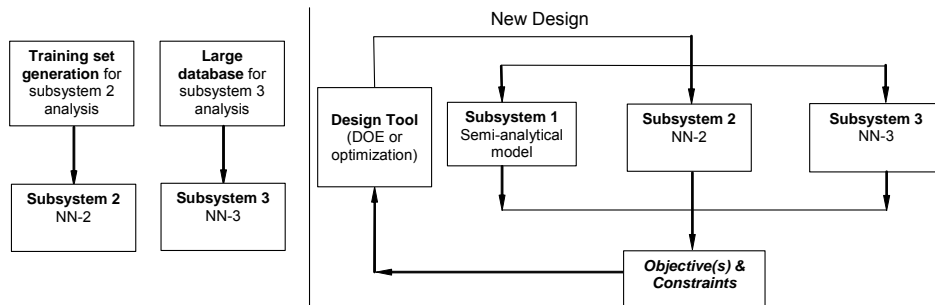 New Design
Training set
generation for
subsystem 2
analysis
Large
database for
subsystem 3
analysis
Subsystem 2
NN-2
Subsystem 3
NN-3
Design Tool
(DOE or
optimization)
Subsystem 1
Semi-analytical
model
Subsystem 2
NN-2
Subsystem 3
NN-3
Objective(s) &
Constraints